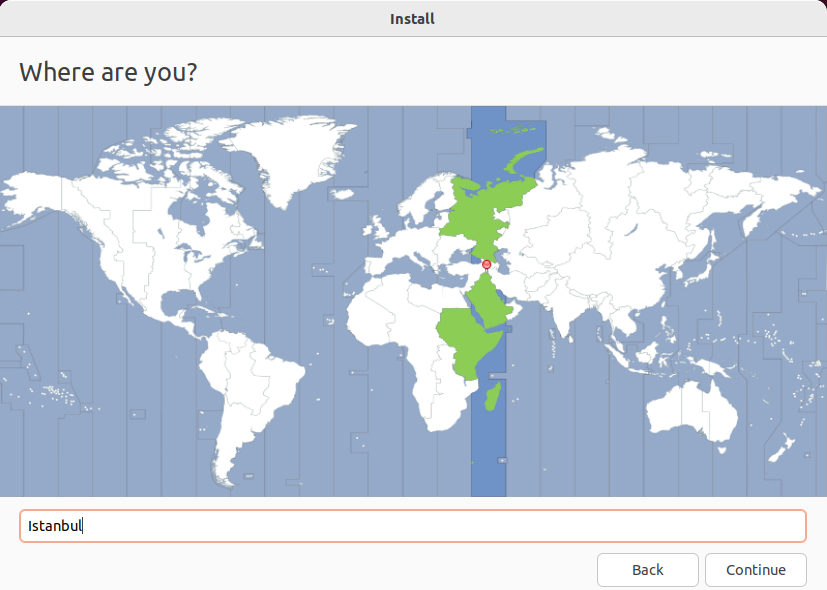 Install
Where are you?
Istanbul
Back
Continue